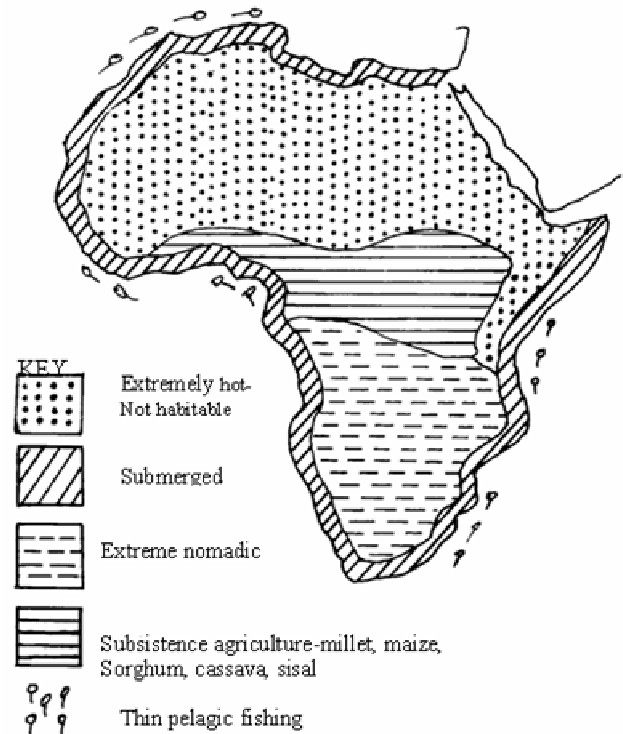 KEY
Extremely hot-
Not habitable
Submerged
Extreme nomadic
Subsistence agriculture-millet, maize,
Sorghum, cassava, sisal
Thin pelagic fishing